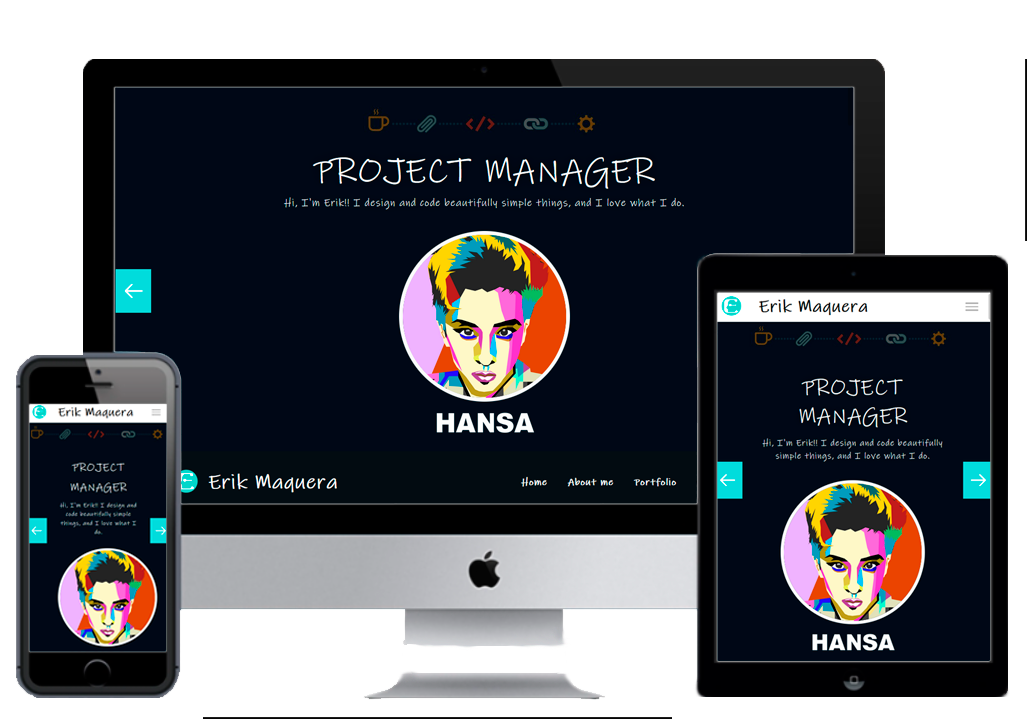 PROJECT MANAGER
Hi, I'm Erik!! I design and code beautifully simple things, and I love what I do.
HANSA
Erik Maquera
Home About me Portfolio
Erik Maquera
PROJECT
MANAGER
Hi, I'm Erik!! I design and code beautifully
simple things, and I love what I do.
HANSA
Erik Maquera
PROJECT
MANAGER
Hi, I'm Erik!! I design and
code beautifully simple
things, and I love what I
do.